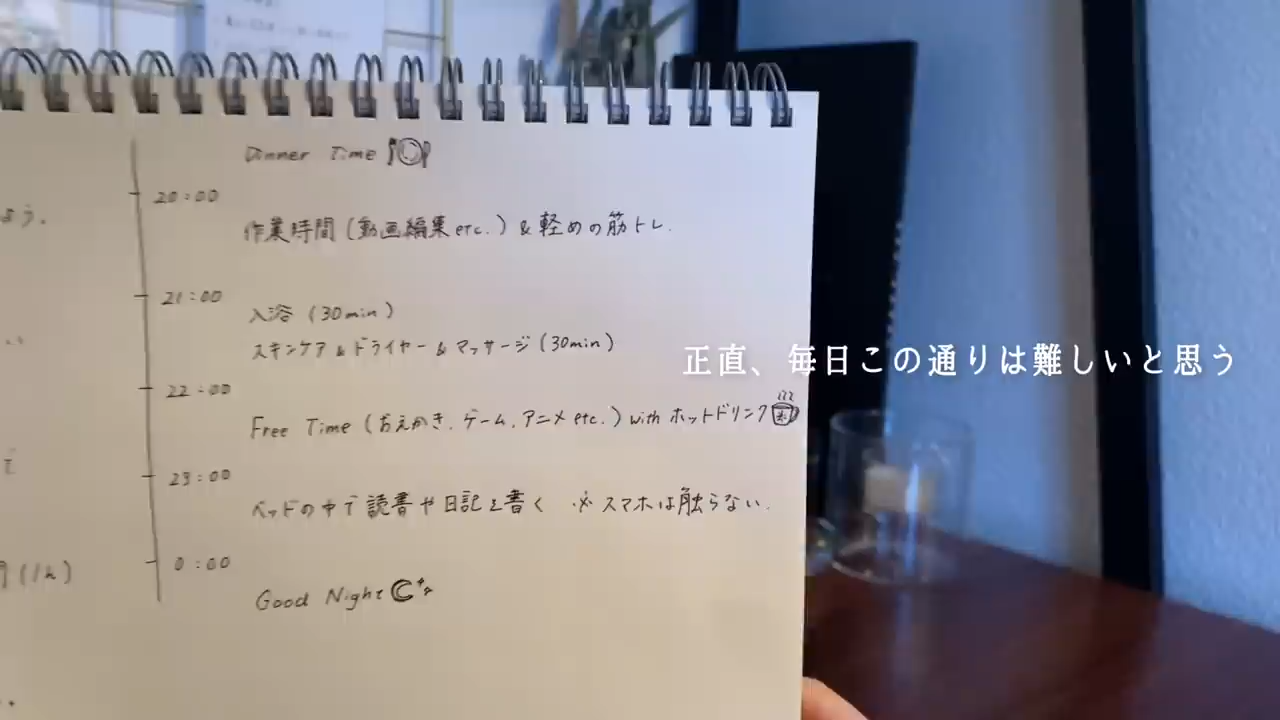 Dinner Time
20:00
作業時間(動画編集etc.)&軽めの筋トレ.
21:00
入浴 (30min)
スキンケア&ドライヤー&マッサージ(30min)
22:00
Free Time (おえかき、ゲーム、アニメ etc.) with ホットドリンク
23:00
ベッドの中で読書や日記を書く ※スマホは触らない.
0:00
Good Night
(1h)
正直、毎日この通りは難しいと思う